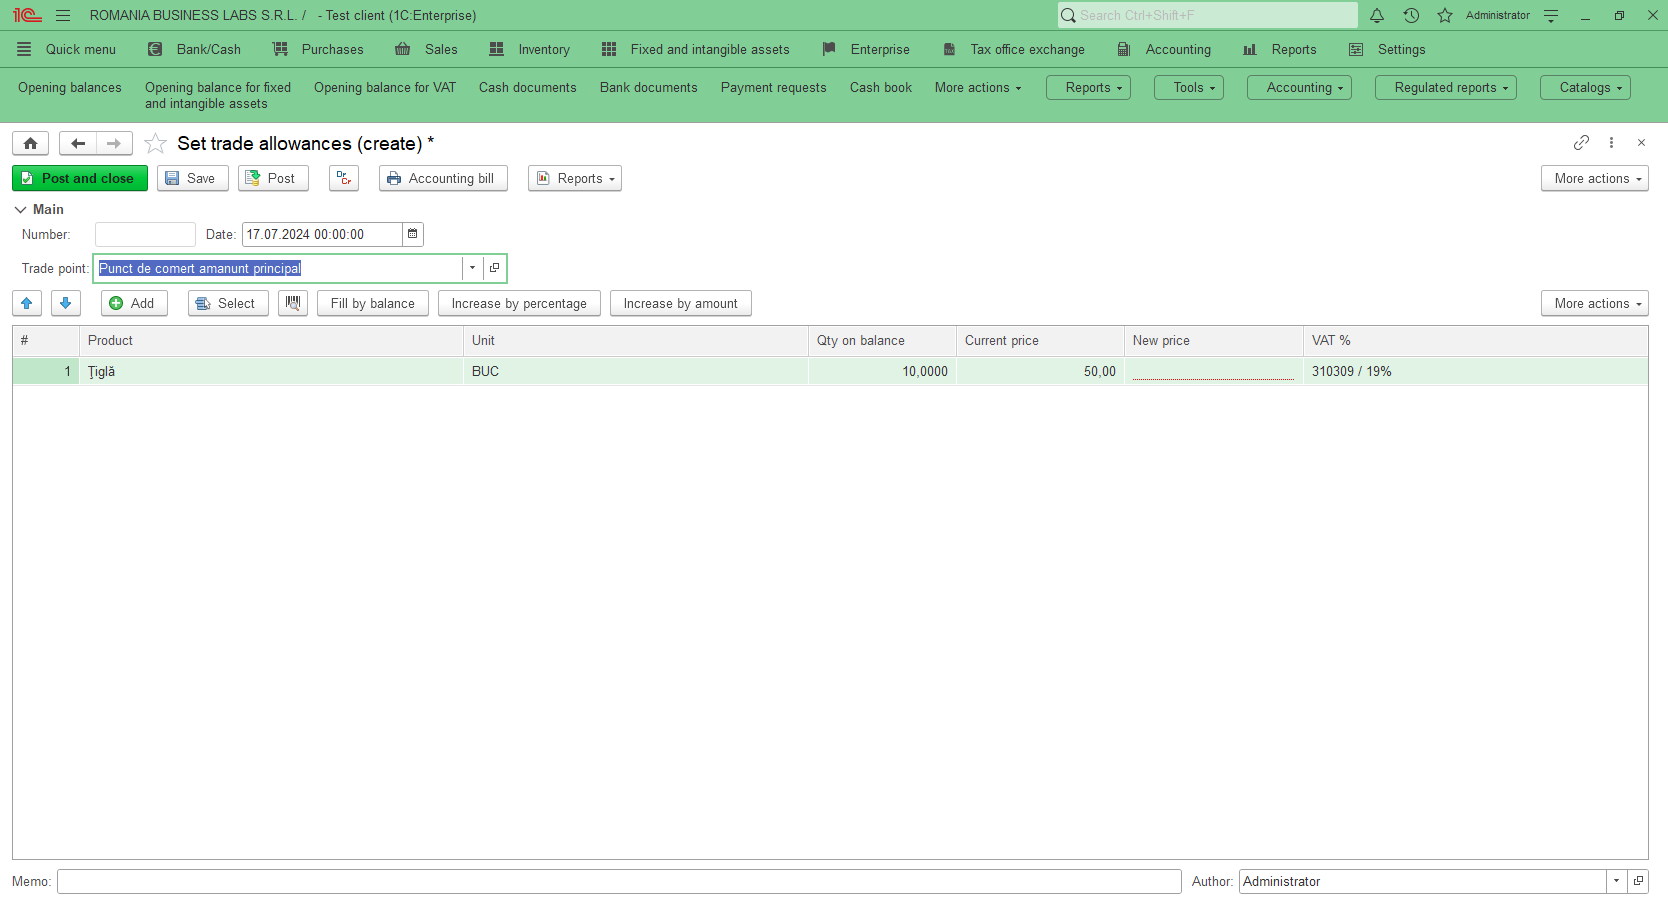 1C ROMANIA BUSINESS LABS S.R.L. / - Test client (1C:Enterprise) Search Ctrl+Shift+F Administrator
Quick menu Bank/Cash Purchases Sales Inventory Fixed and intangible assets Enterprise Tax office exchange Accounting Reports Settings
Opening balances Opening balance for fixed Opening balance for VAT Cash documents Bank documents Payment requests Cash book More actions Reports Tools Accounting Regulated reports Catalogs
and intangible assets
Set trade allowances (create) *
Post and close Save Post Dr Cr Accounting bill Reports More actions
Main
Number: Date: 17.07.2024 00:00:00
Trade point: Punct de comert amanunt principal
Add Select Fill by balance Increase by percentage Increase by amount More actions
# Product Unit Qty on balance Current price New price VAT %
1 Ţiglă BUC 10,0000 50,00 310309 / 19%
Memo: Author: Administrator